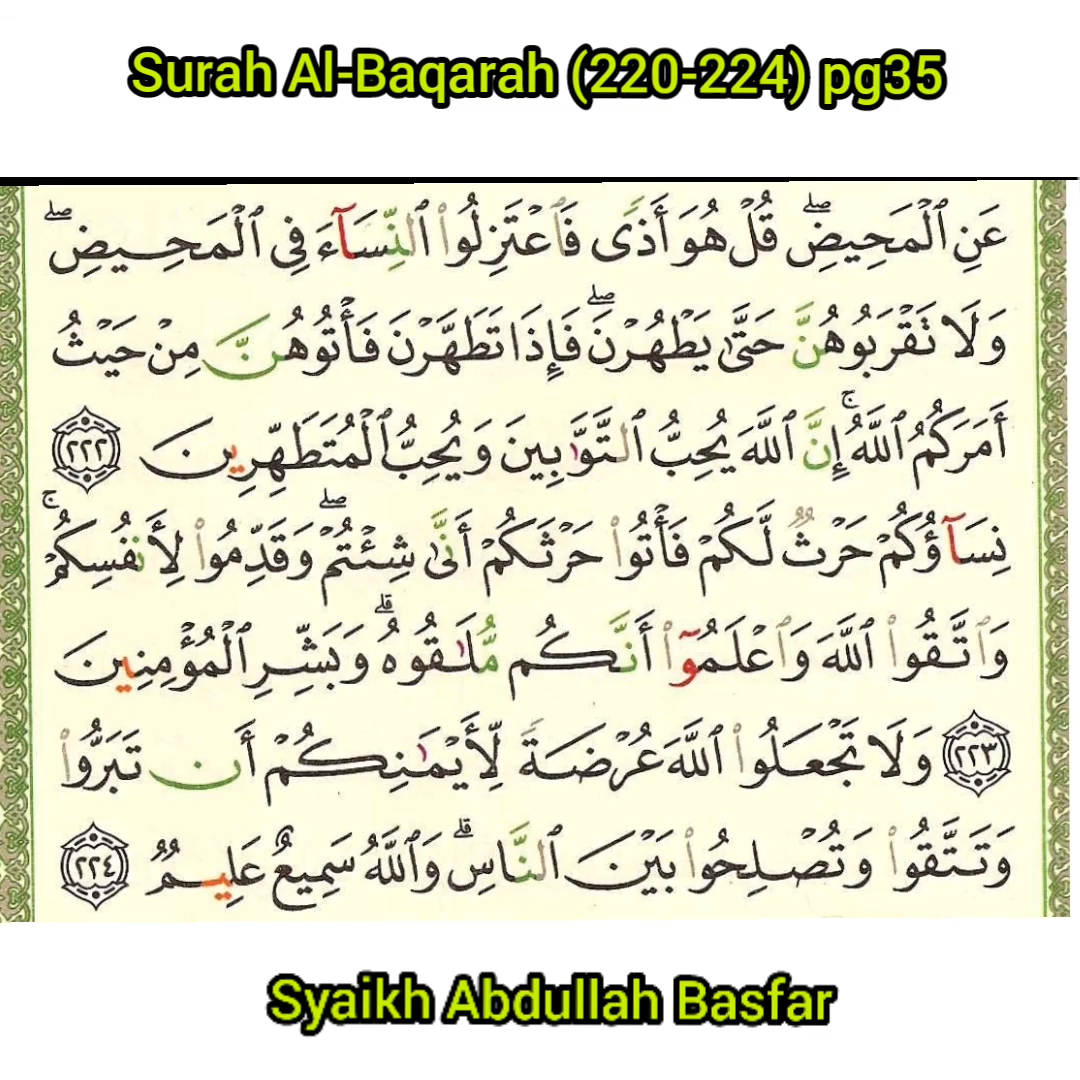 Surah Al-Baqarah (220-224) pg35
عَنِ ٱلْمَحِيضِ ۖ قُلْ هُوَ أَذًى فَٱعْتَزِلُوا۟ ٱلنِّسَآءَ فِى ٱلْمَحِيضِ ۖ
وَلَا تَقْرَبُوهُنَّ حَتَّىٰ يَطْهُرْنَ ۖ فَإِذَا تَطَهَّرْنَ فَأْتُوهُنَّ مِنْ حَيْثُ
أَمَرَكُمُ ٱللَّهُ ۚ إِنَّ ٱللَّهَ يُحِبُّ ٱلتَّوَّٰبِينَ وَيُحِبُّ ٱلْمُتَطَهِّرِينَ ٢٢٢
نِسَآؤُكُمْ حَرْثٌ لَّكُمْ فَأْتُوا۟ حَرْثَكُمْ أَنَّىٰ شِئْتُمْ ۖ وَقَدِّمُوا۟ لِأَنفُسِكُمْ ۚ
وَٱتَّقُوا۟ ٱللَّهَ وَٱعْلَمُوٓا۟ أَنَّكُم مُّلَٰقُوهُ ۗ وَبَشِّرِ ٱلْمُؤْمِنِينَ
٢٢٣ وَلَا تَجْعَلُوا۟ ٱللَّهَ عُرْضَةً لِّأَيْمَٰنِكُمْ أَن تَبَرُّوا۟
وَتَتَّقُوا۟ وَتُصْلِحُوا۟ بَيْنَ ٱلنَّاسِ ۗ وَٱللَّهُ سَمِيعٌ عَلِيمٌ ٢٢٤
Syaikh Abdullah Basfar